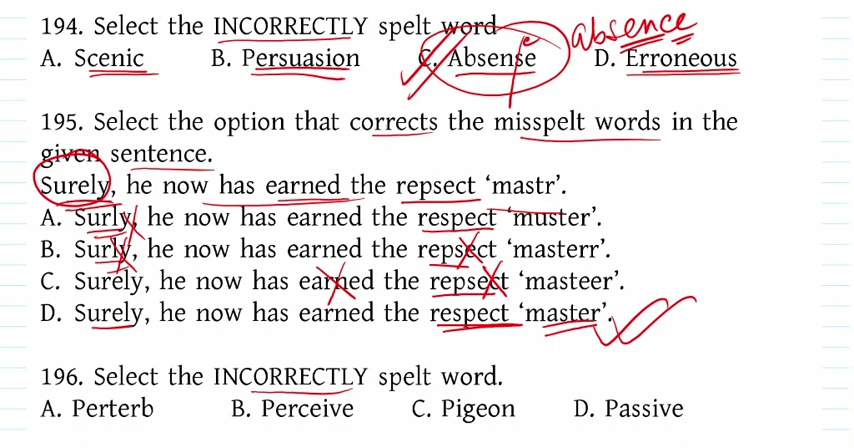 194. Select the INCORRECTLY spelt word.
absence
A. Scenic B. Persuasion C. Absense D. Erroneous
195. Select the option that corrects the misspelt words in the
given sentence.
Surely, he now has earned the repsect ‘mastr’.
A. Surly, he now has earned the respect ‘muster’.
B. Surly, he now has earned the repsect ‘masterr’.
C. Surely, he now has earned the repsect ‘masteer’.
D. Surely, he now has earned the respect ‘master’.
196. Select the INCORRECTLY spelt word.
A. Perterb B. Perceive C. Pigeon D. Passive